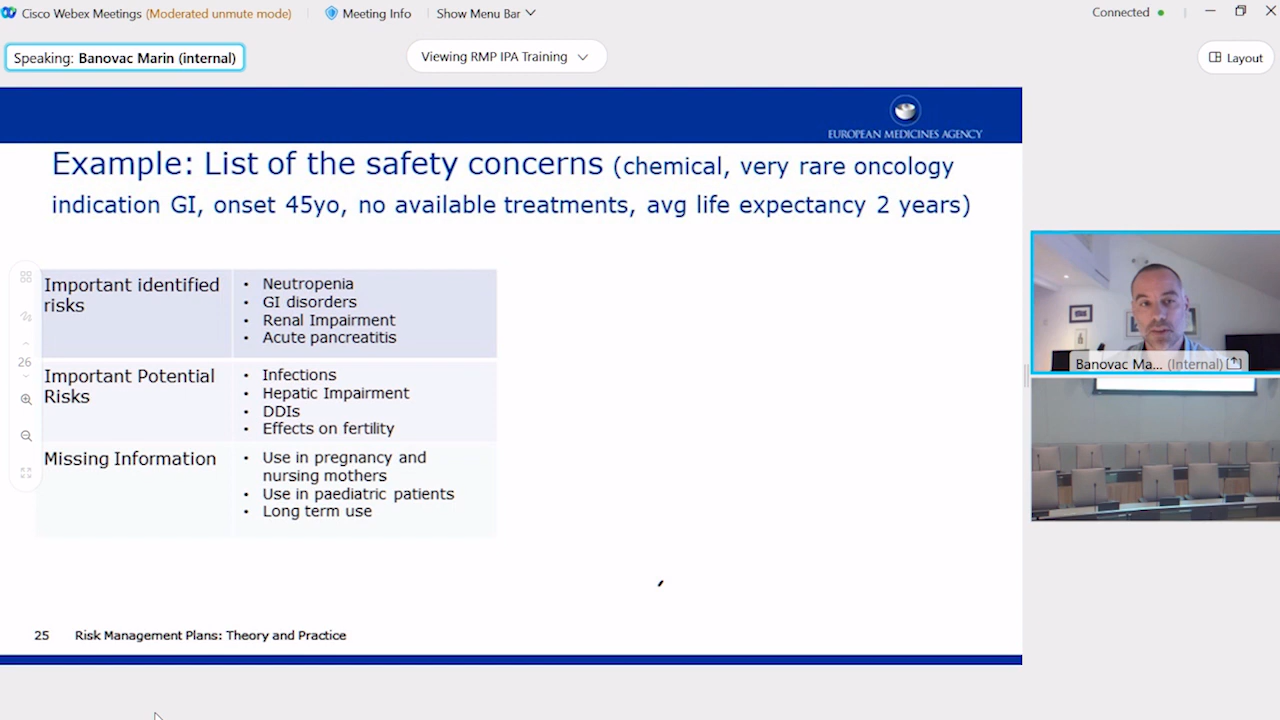 Cisco Webex Meetings (Moderated unmute mode)
Meeting Info
Show Menu Bar
Connected
Speaking: Banovac Marin (internal)
Viewing RMP IPA Training
Layout
EUROPEAN MEDICINES AGENCY
Example: List of the safety concerns (chemical, very rare oncology
indication GI, onset 45yo, no available treatments, avg life expectancy 2 years)
Important identified
risks
• Neutropenia
• GI disorders
• Renal Impairment
• Acute pancreatitis
26
Important Potential
Risks
• Infections
• Hepatic Impairment
• DDIs
• Effects on fertility
Missing Information
• Use in pregnancy and
nursing mothers
• Use in paediatric patients
• Long term use
25 Risk Management Plans: Theory and Practice
Banovac Ma... (Internal)